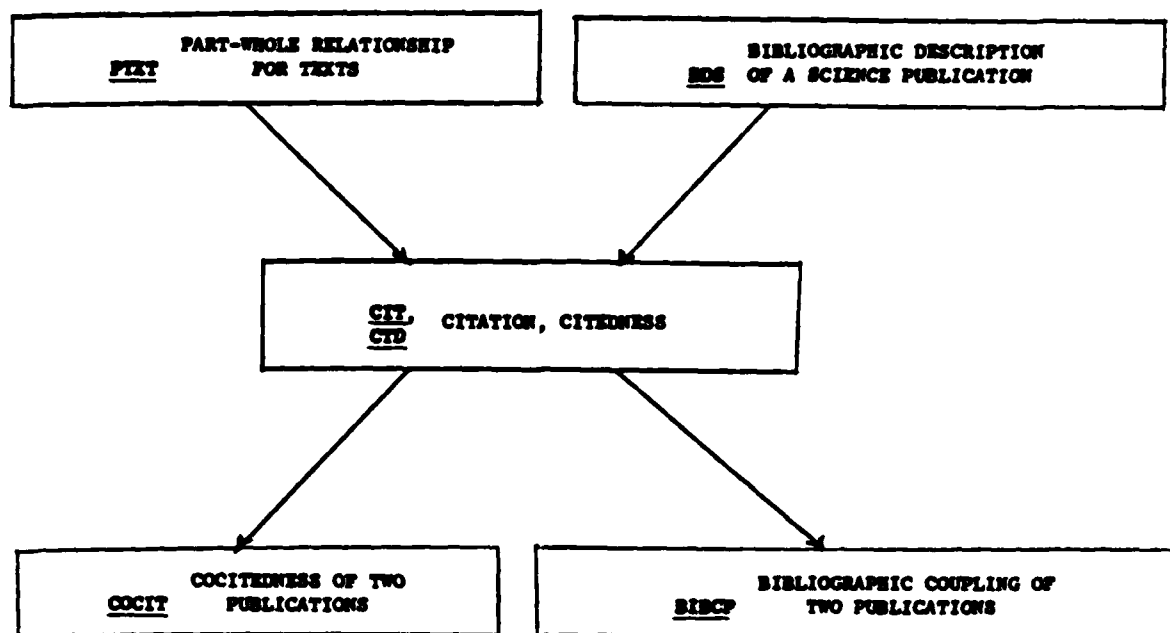 PART-WHOLE RELATIONSHIP
PTXT FOR TEXTS
BIBLIOGRAPHIC DESCRIPTION
BDS OF A SCIENCE PUBLICATION
CIT,
CTD CITATION, CITEDNESS
COCITEDNESS OF TWO
COCIT PUBLICATIONS
BIBLIOGRAPHIC COUPLING OF
BIBCP TWO PUBLICATIONS